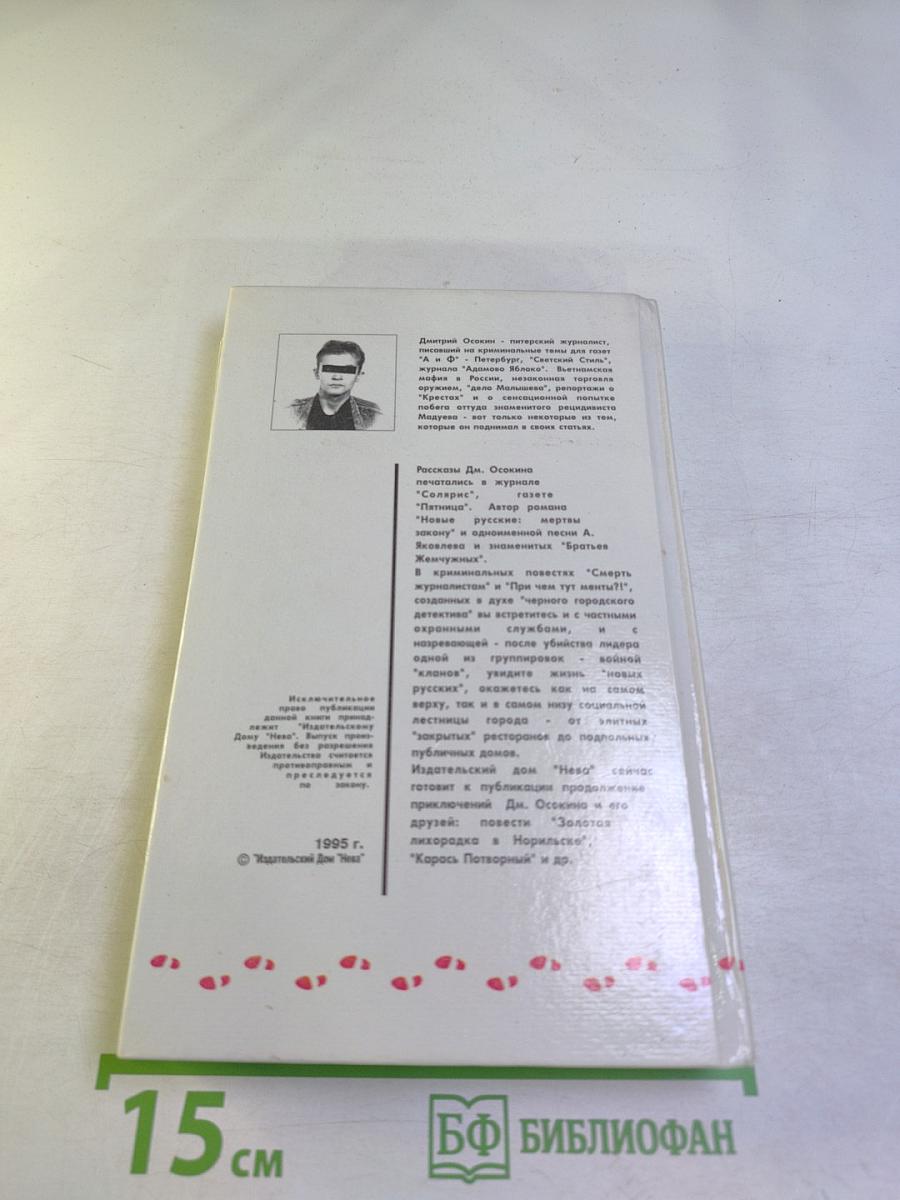 Дмитрий Осокин - питерский журналист,
писавший на криминальные темы для газет
"А и Ф" - Петербург, "Светский Стиль",
журнала "Адамово Яблоко". Вьетнамская
мафия в России, незаконная торговля
оружием, "дело Малышева", репортажи о
"Крестах" и о сенсационной попытке
побега оттуда знаменитого рецидивиста
Мадуева - вот только некоторые из тем,
которые он поднимал в своих статьях.
Рассказы Дм. Осокина
печатались в журнале
"Солярис", газете
"Пятница". Автор романа
"Новые русские: мертвы
закону" и одноименной песни А.
Яковлева и знаменитых "Братьев
Жемчужных".
В криминальных повестях "Смерть
журналистам" и "При чем тут менты?!",
созданных в духе "черного городского
детектива" вы встретитесь и с частными
охранными службами, и с
назревающей - после убийства лидера
одной из группировок - войной
"кланов", увидите жизнь "новых
русских", окажетесь как на самом
верху, так и в самом низу социальной
лестницы города - от элитных
"закрытых" ресторанов до подпольных
публичных домов.
Издательский дом "Нева" сейчас
готовит к публикации продолжение
приключений Дм. Осокина и его
друзей: повести "Золотая
лихорадка в Норильске",
"Карась Потворный" и др.
Исключительное
право публикации
данной книги принад-
лежит "Издательскому
Дому "Нева". Выпуск произ-
ведения без разрешения
Издательства считается
противоправным и
преследуется
по закону.
1995 г.
© "Издательский Дом "Нева"
15 см
БФ БИБЛИОФАН